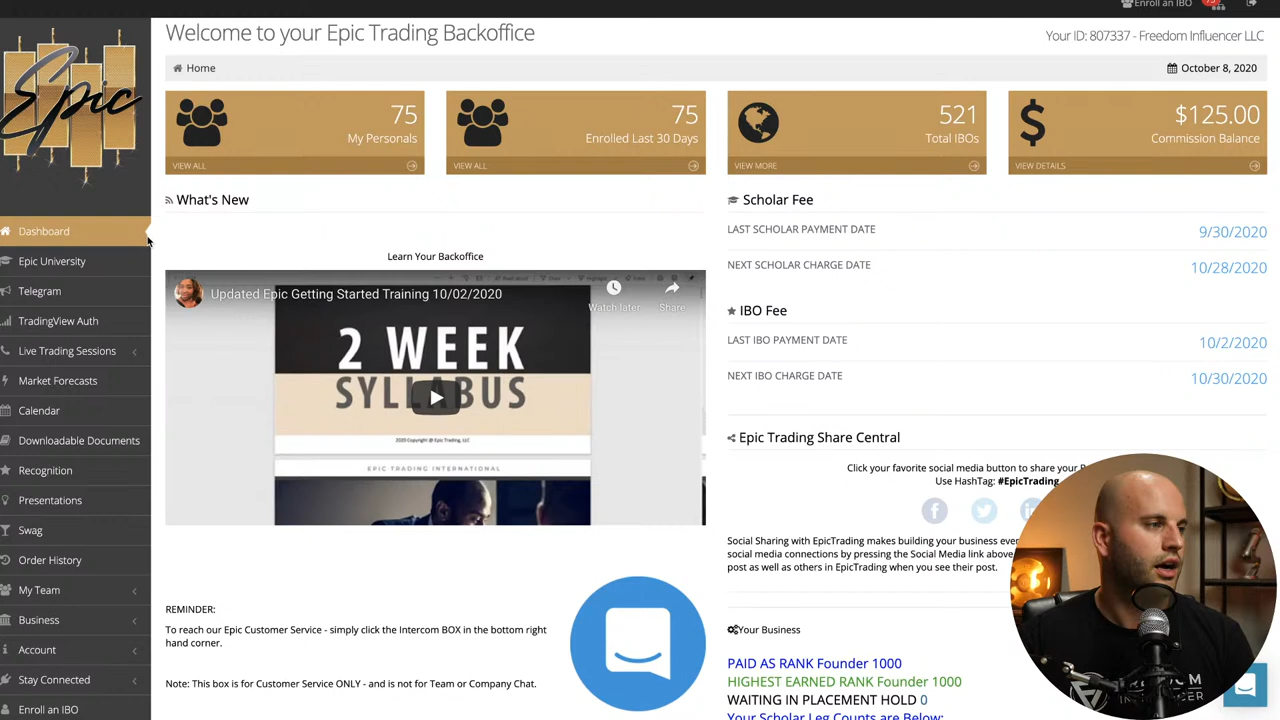 Enroll an IBO
Welcome to your Epic Trading Backoffice
Your ID: 807337 - Freedom Influencer LLC
Home
October 8, 2020
Epic
75
My Personals
VIEW ALL
75
Enrolled Last 30 Days
VIEW ALL
521
Total IBOs
VIEW MORE
$125.00
Commission Balance
VIEW DETAILS
Dashboard
Epic University
Telegram
TradingView Auth
Live Trading Sessions
Market Forecasts
Calendar
Downloadable Documents
Recognition
Presentations
Swag
Order History
My Team
Business
Account
Stay Connected
Enroll an IBO
What's New
Learn Your Backoffice
Updated Epic Getting Started Training 10/02/2020
Watch later
Share
2 WEEK
SYLLABUS
2020 Copyright @ Epic Trading, LLC
EPIC TRADING INTERNATIONAL
REMINDER:
To reach our Epic Customer Service - simply click the Intercom BOX in the bottom right
hand corner.
Note: This box is for Customer Service ONLY - and is not for Team or Company Chat.
Scholar Fee
LAST SCHOLAR PAYMENT DATE
9/30/2020
NEXT SCHOLAR CHARGE DATE
10/28/2020
IBO Fee
LAST IBO PAYMENT DATE
10/2/2020
NEXT IBO CHARGE DATE
10/30/2020
Epic Trading Share Central
Click your favorite social media button to share your
Use HashTag: #EpicTrading
Social Sharing with EpicTrading makes building your business
social media connections by pressing the Social Media link above
post as well as others in EpicTrading when you see their post.
Your Business
PAID AS RANK Founder 1000
HIGHEST EARNED RANK Founder 1000
WAITING IN PLACEMENT HOLD 0
Your Scholar Leg Counts are Below: